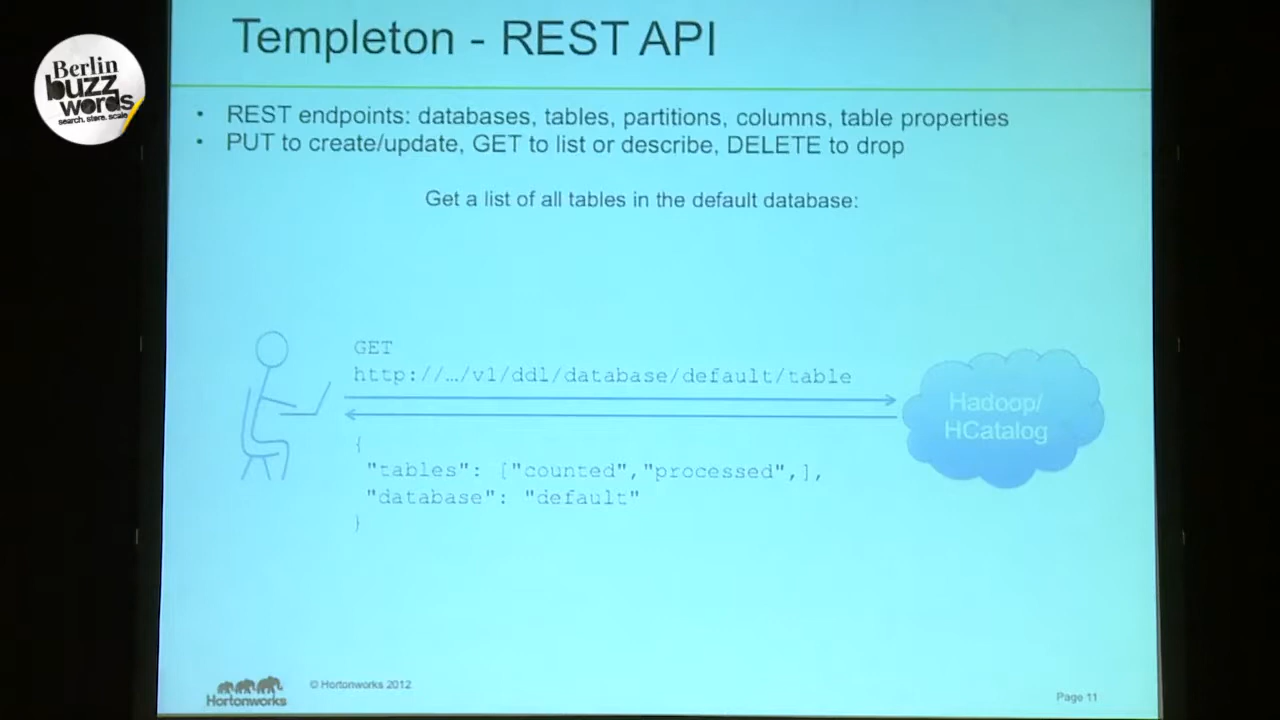 Templeton - REST API
Berlin
buzz
words
search. store. scale.
• REST endpoints: databases, tables, partitions, columns, table properties
• PUT to create/update, GET to list or describe, DELETE to drop
Get a list of all tables in the default database:
GET
http://…/v1/ddl/database/default/table
Hadoop/
HCatalog
{
"tables": ["counted","processed",],
"database": "default"
}
Hortonworks
© Hortonworks 2012
Page 11